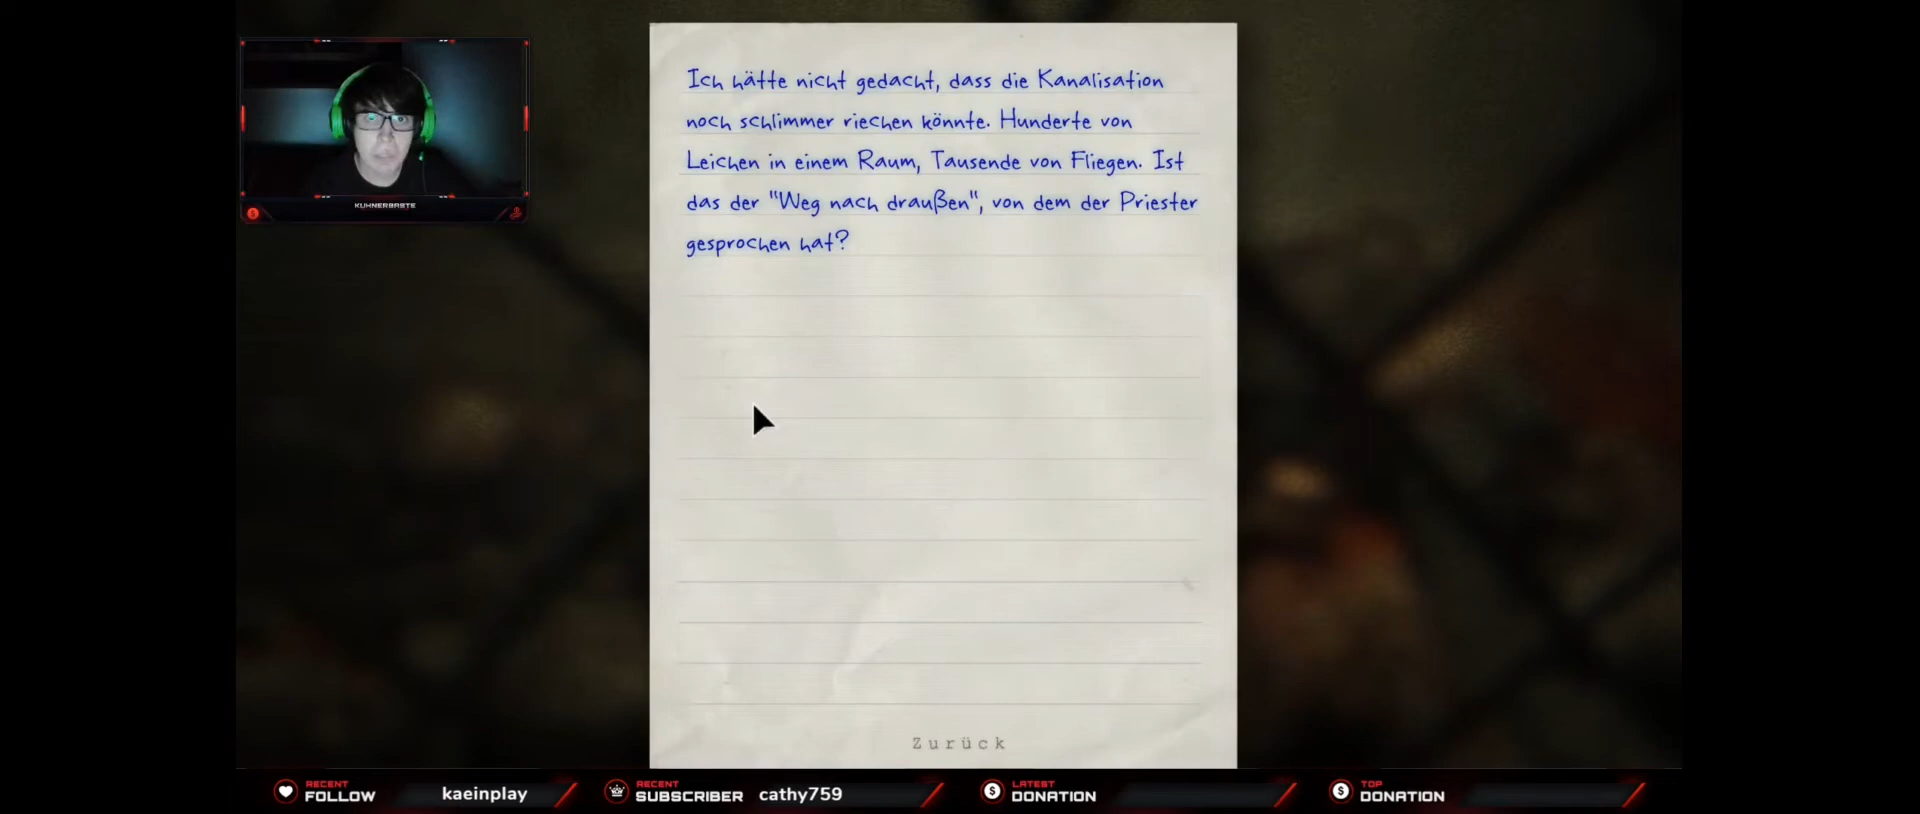 Ich hätte nicht gedacht, dass die Kanalisation
noch schlimmer riechen könnte. Hunderte von
Leichen in einem Raum, Tausende von Fliegen. Ist
das der "Weg nach draußen", von dem der Priester
gesprochen hat?
Zurück
KUHNERBASTE
RECENT
FOLLOW
kaeinplay
RECENT
SUBSCRIBER
cathy759
LATEST
DONATION
TOP
DONATION